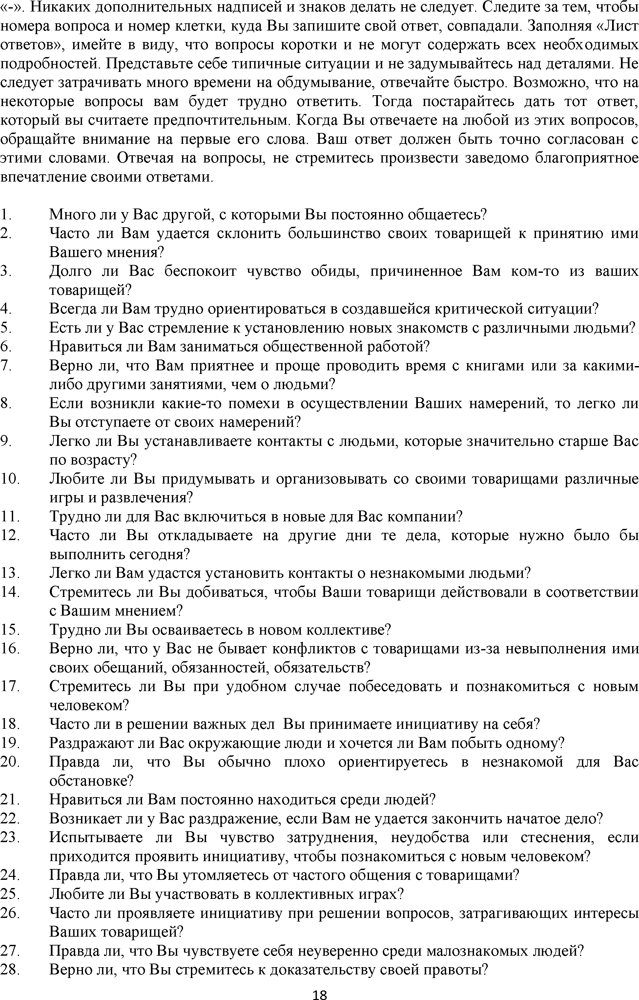 «-». Никаких дополнительных надписей и знаков делать не следует. Следите за тем, чтобы
номера вопроса и номер клетки, куда Вы запишите свой ответ, совпадали. Заполняя «Лист
ответов», имейте в виду, что вопросы коротки и не могут содержать всех необходимых
подробностей. Представьте себе типичные ситуации и не задумывайтесь над деталями. Не
следует затрачивать много времени на обдумывание, отвечайте быстро. Возможно, что на
некоторые вопросы вам будет трудно ответить. Тогда постарайтесь дать тот ответ,
который вы считаете предпочтительным. Когда Вы отвечаете на любой из этих вопросов,
обращайте внимание на первые его слова. Ваш ответ должен быть точно согласован с
этими словами. Отвечая на вопросы, не стремитесь произвести заведомо благоприятное
впечатление своими ответами.
1. Много ли у Вас другой, с которыми Вы постоянно общаетесь?
2. Часто ли Вам удается склонить большинство своих товарищей к принятию ими
Вашего мнения?
3. Долго ли Вас беспокоит чувство обиды, причиненное Вам ком-то из ваших
товарищей?
4. Всегда ли Вам трудно ориентироваться в создавшейся критической ситуации?
5. Есть ли у Вас стремление к установлению новых знакомств с различными людьми?
6. Нравиться ли Вам заниматься общественной работой?
7. Верно ли, что Вам приятнее и проще проводить время с книгами или за какими-
либо другими занятиями, чем о людьми?
8. Если возникли какие-то помехи в осуществлении Ваших намерений, то легко ли
Вы отступаете от своих намерений?
9. Легко ли Вы устанавливаете контакты с людьми, которые значительно старше Вас
по возрасту?
10. Любите ли Вы придумывать и организовывать со своими товарищами различные
игры и развлечения?
11. Трудно ли для Вас включиться в новые для Вас компании?
12. Часто ли Вы откладываете на другие дни те дела, которые нужно было бы
выполнить сегодня?
13. Легко ли Вам удастся установить контакты о незнакомыми людьми?
14. Стремитесь ли Вы добиваться, чтобы Ваши товарищи действовали в соответствии
с Вашим мнением?
15. Трудно ли Вы осваиваетесь в новом коллективе?
16. Верно ли, что у Вас не бывает конфликтов с товарищами из-за невыполнения ими
своих обещаний, обязанностей, обязательств?
17. Стремитесь ли Вы при удобном случае побеседовать и познакомиться с новым
человеком?
18. Часто ли в решении важных дел  Вы принимаете инициативу на себя?
19. Раздражают ли Вас окружающие люди и хочется ли Вам побыть одному?
20. Правда ли, что Вы обычно плохо ориентируетесь в незнакомой для Вас
обстановке?
21. Нравиться ли Вам постоянно находиться среди людей?
22. Возникает ли у Вас раздражение, если Вам не удается закончить начатое дело?
23. Испытываете ли Вы чувство затруднения, неудобства или стеснения, если
приходится проявить инициативу, чтобы познакомиться с новым человеком?
24. Правда ли, что Вы утомляетесь от частого общения с товарищами?
25. Любите ли Вы участвовать в коллективных играх?
26. Часто ли проявляете инициативу при решении вопросов, затрагивающих интересы
Ваших товарищей?
27. Правда ли, что Вы чувствуете себя неуверенно среди малознакомых людей?
28. Верно ли, что Вы стремитесь к доказательству своей правоты?
18